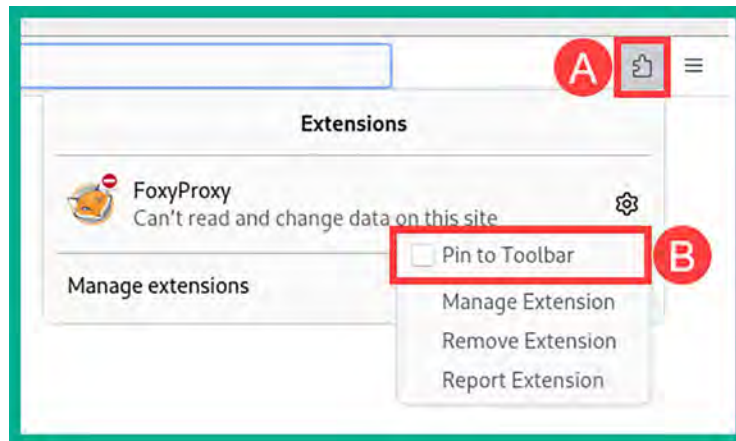 A
Extensions
FoxyProxy
Can't read and change data on this site
Pin to Toolbar
B
Manage extensions
Manage Extension
Remove Extension
Report Extension